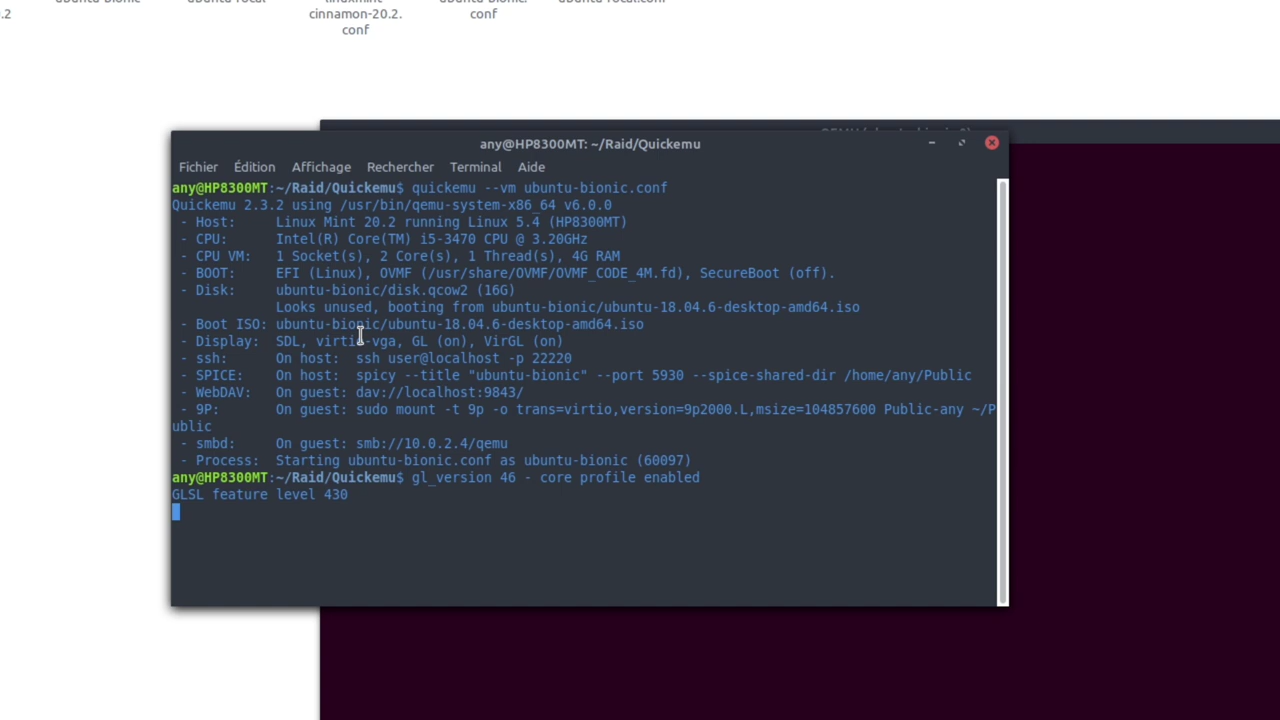 .2
ubuntu-bionic
ubuntu-focal
linuxmint-
cinnamon-20.2.
conf
ubuntu-bionic.
conf
ubuntu-focal.conf
any@HP8300MT: ~/Raid/Quickemu
Fichier Édition Affichage Rechercher Terminal Aide
any@HP8300MT:~/Raid/Quickemu$ quickemu --vm ubuntu-bionic.conf
Quickemu 2.3.2 using /usr/bin/qemu-system-x86_64 v6.0.0
- Host: Linux Mint 20.2 running Linux 5.4 (HP8300MT)
- CPU: Intel(R) Core(TM) i5-3470 CPU @ 3.20GHz
- CPU VM: 1 Socket(s), 2 Core(s), 1 Thread(s), 4G RAM
- BOOT: EFI (Linux), OVMF (/usr/share/OVMF/OVMF_CODE_4M.fd), SecureBoot (off).
- Disk: ubuntu-bionic/disk.qcow2 (16G)
Looks unused, booting from ubuntu-bionic/ubuntu-18.04.6-desktop-amd64.iso
- Boot ISO: ubuntu-bionic/ubuntu-18.04.6-desktop-amd64.iso
- Display: SDL, virtio-vga, GL (on), VirGL (on)
- ssh: On host: ssh user@localhost -p 22220
- SPICE: On host: spicy --title "ubuntu-bionic" --port 5930 --spice-shared-dir /home/any/Public
- WebDAV: On guest: dav://localhost:9843/
- 9P: On guest: sudo mount -t 9p -o trans=virtio,version=9p2000.L,msize=104857600 Public-any ~/P
ublic
- smbd: On guest: smb://10.0.2.4/qemu
- Process: Starting ubuntu-bionic.conf as ubuntu-bionic (60097)
any@HP8300MT:~/Raid/Quickemu$ gl_version 46 - core profile enabled
GLSL feature level 430